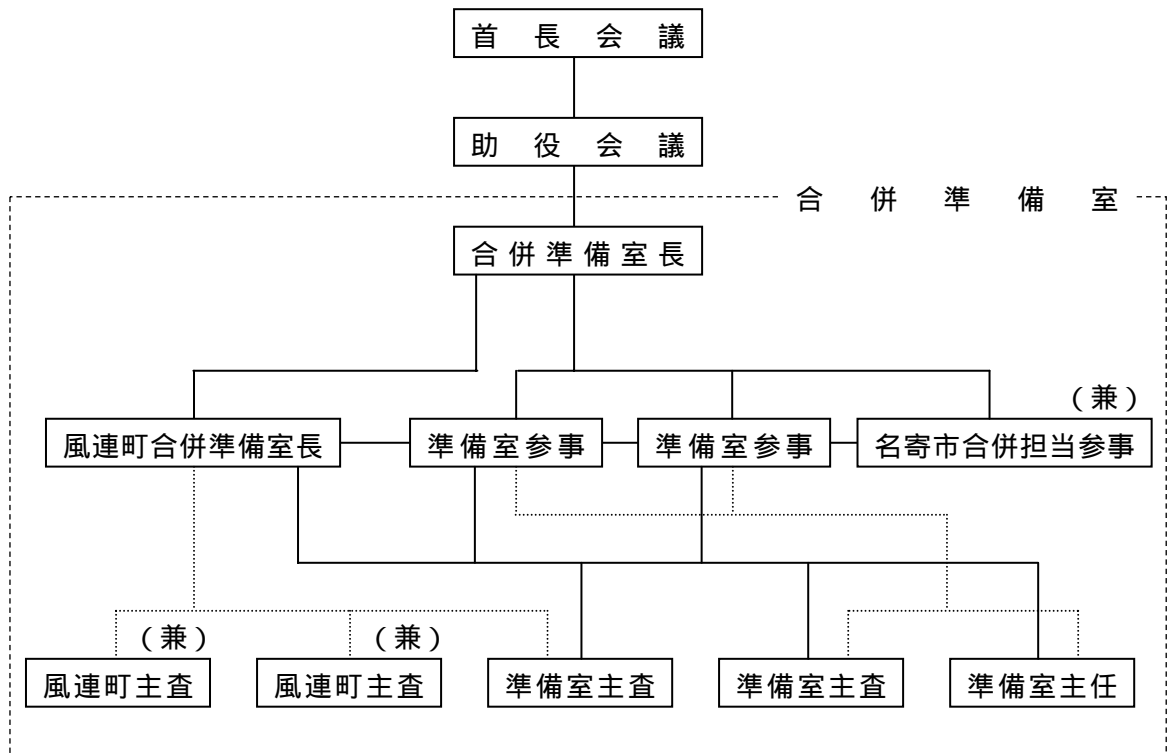 首長会議
助役会議
合併準備室
合併準備室長
（兼）
風連町合併準備室長 準備室参事 準備室参事 名寄市合併担当参事
（兼） （兼）
風連町主査 風連町主査 準備室主査 準備室主査 準備室主任